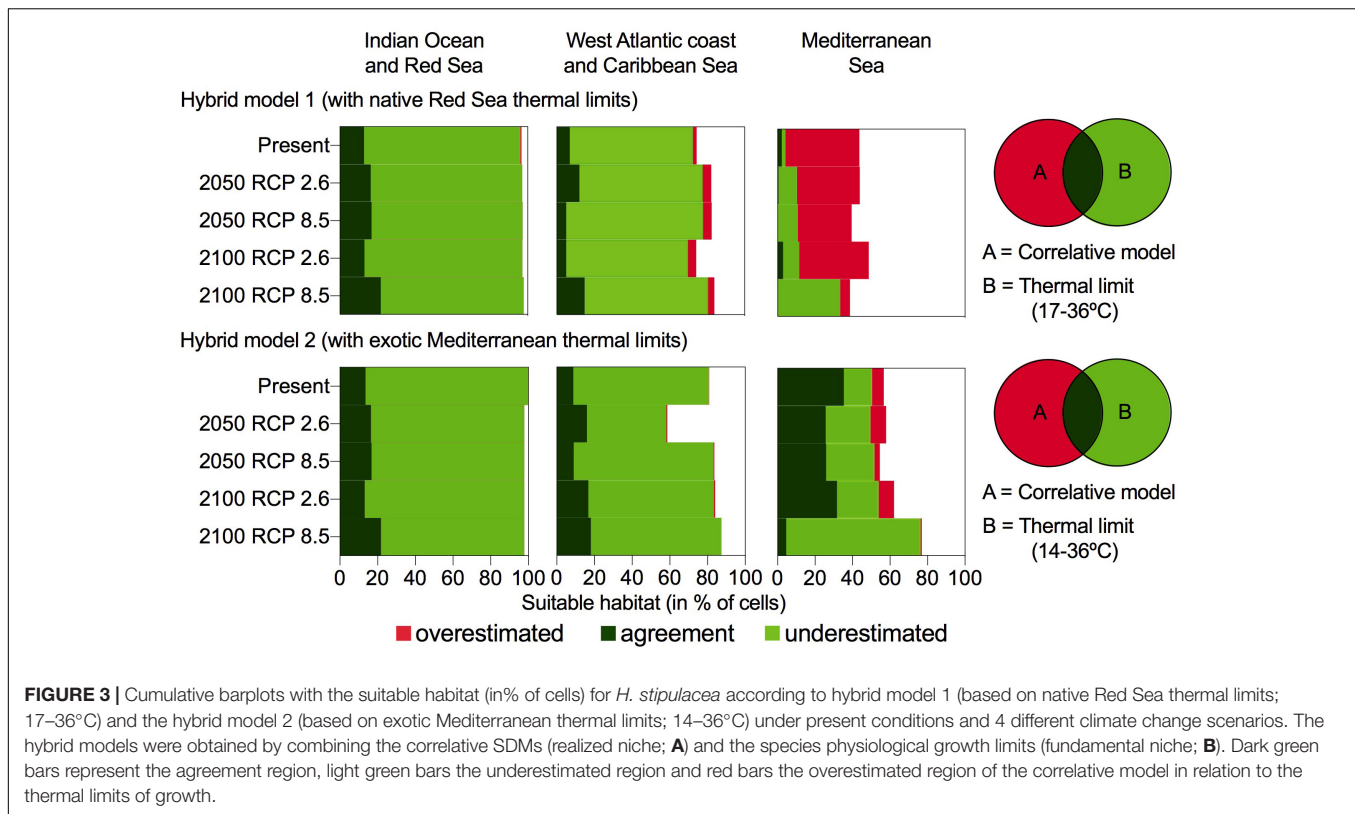 Indian Ocean
and Red Sea
West Atlantic coast
and Caribbean Sea
Mediterranean
Sea
Hybrid model 1 (with native Red Sea thermal limits)
Present
2050 RCP 2.6
2050 RCP 8.5
2100 RCP 2.6
2100 RCP 8.5
A
B
A = Correlative model
B = Thermal limit
(17-36ºC)
Hybrid model 2 (with exotic Mediterranean thermal limits)
Present
2050 RCP 2.6
2050 RCP 8.5
2100 RCP 2.6
2100 RCP 8.5
A
B
A = Correlative model
B = Thermal limit
(14-36ºC)
0 20 40 60 80 100
0 20 40 60 80 100
0 20 40 60 80 100
Suitable habitat (in % of cells)
overestimated agreement underestimated
FIGURE 3 | Cumulative barplots with the suitable habitat (in% of cells) for H. stipulacea according to hybrid model 1 (based on native Red Sea thermal limits;
17–36°C) and the hybrid model 2 (based on exotic Mediterranean thermal limits; 14–36°C) under present conditions and 4 different climate change scenarios. The
hybrid models were obtained by combining the correlative SDMs (realized niche; A) and the species physiological growth limits (fundamental niche; B). Dark green
bars represent the agreement region, light green bars the underestimated region and red bars the overestimated region of the correlative model in relation to the
thermal limits of growth.